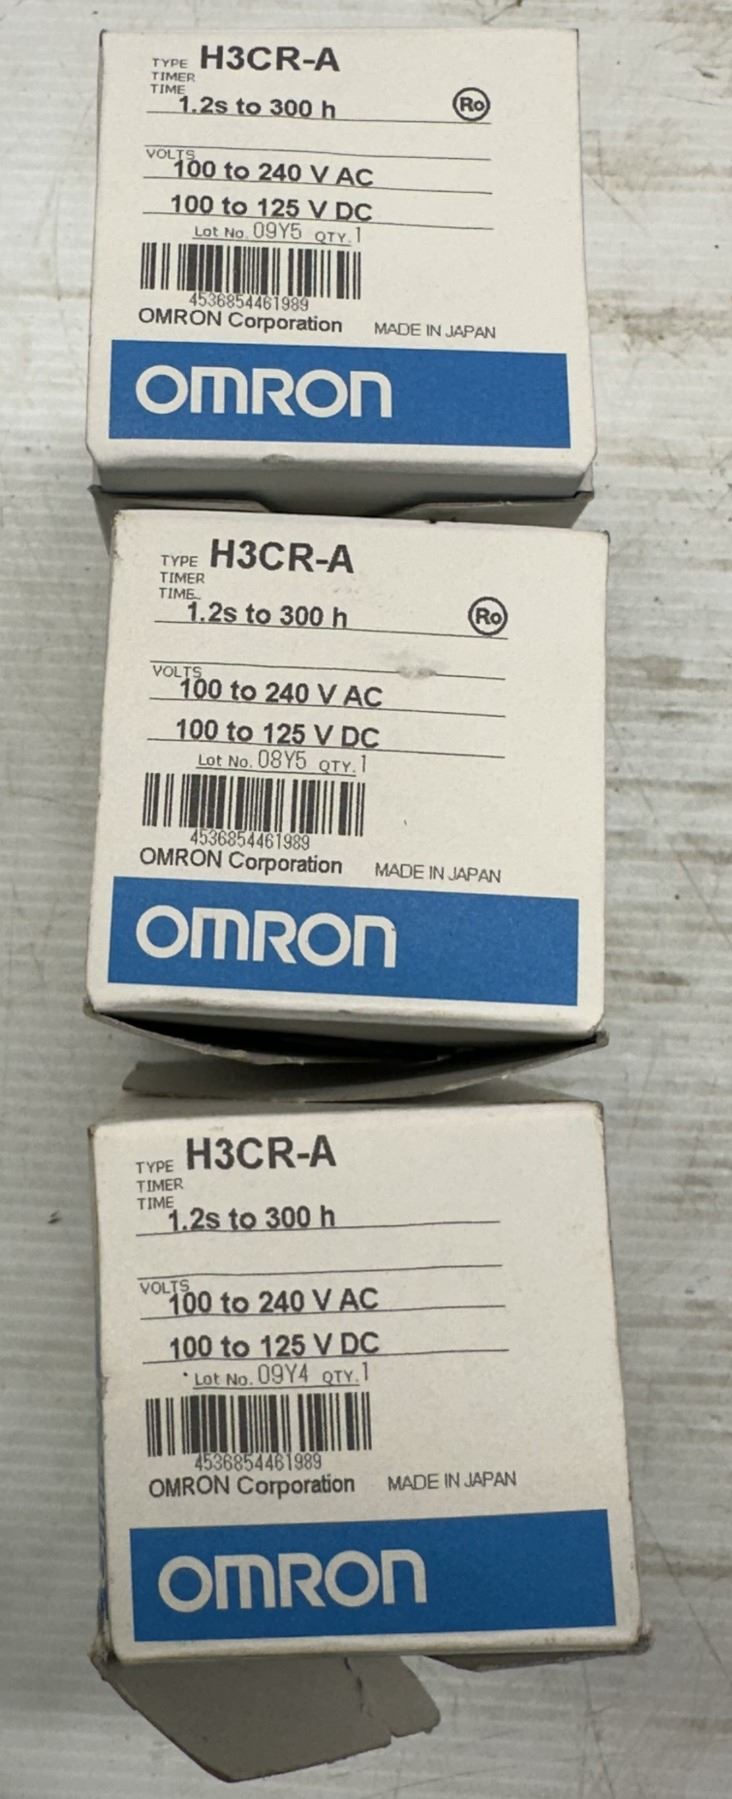 TYPE H3CR-A
TIMER
TIME
1.2s to 300 h Ro
VOLTS
100 to 240 V AC
100 to 125 V DC
Lot No. 09Y5 QTY. 1
4536854461989
OMRON Corporation MADE IN JAPAN
OMRON
TYPE H3CR-A
TIMER
TIME
1.2s to 300 h Ro
VOLTS
100 to 240 V AC
100 to 125 V DC
Lot No. 08Y5 QTY. 1
4536854461989
OMRON Corporation MADE IN JAPAN
OMRON
TYPE H3CR-A
TIMER
TIME
1.2s to 300 h
VOLTS
100 to 240 V AC
100 to 125 V DC
Lot No. 09Y4 QTY. 1
4536854461989
OMRON Corporation MADE IN JAPAN
OMRON